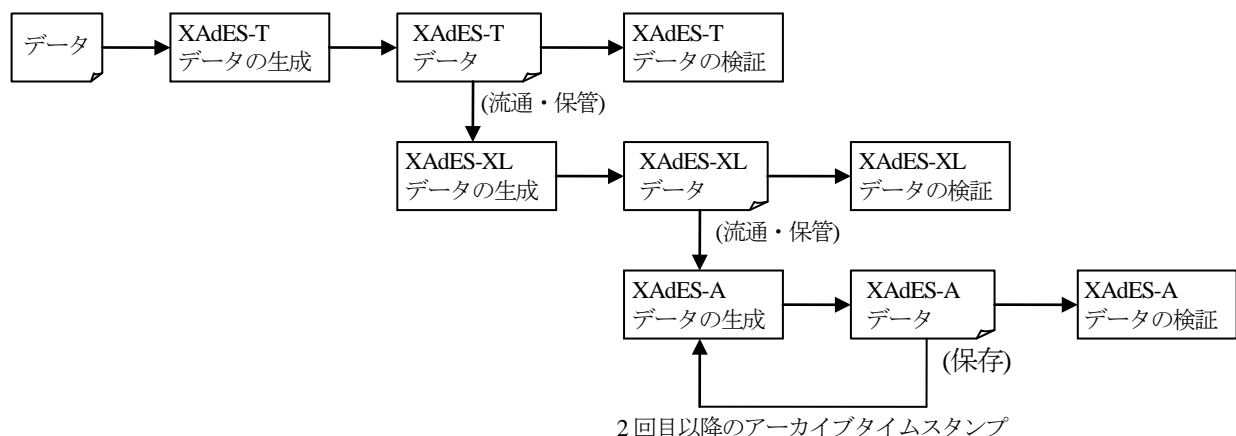 データ
XAdES-T
データの生成
XAdES-T
データ
XAdES-T
データの検証
(流通・保管)
XAdES-XL
データの生成
XAdES-XL
データ
XAdES-XL
データの検証
(流通・保管)
XAdES-A
データの生成
XAdES-A
データ
XAdES-A
データの検証
(保存)
2回目以降のアーカイブタイムスタンプ